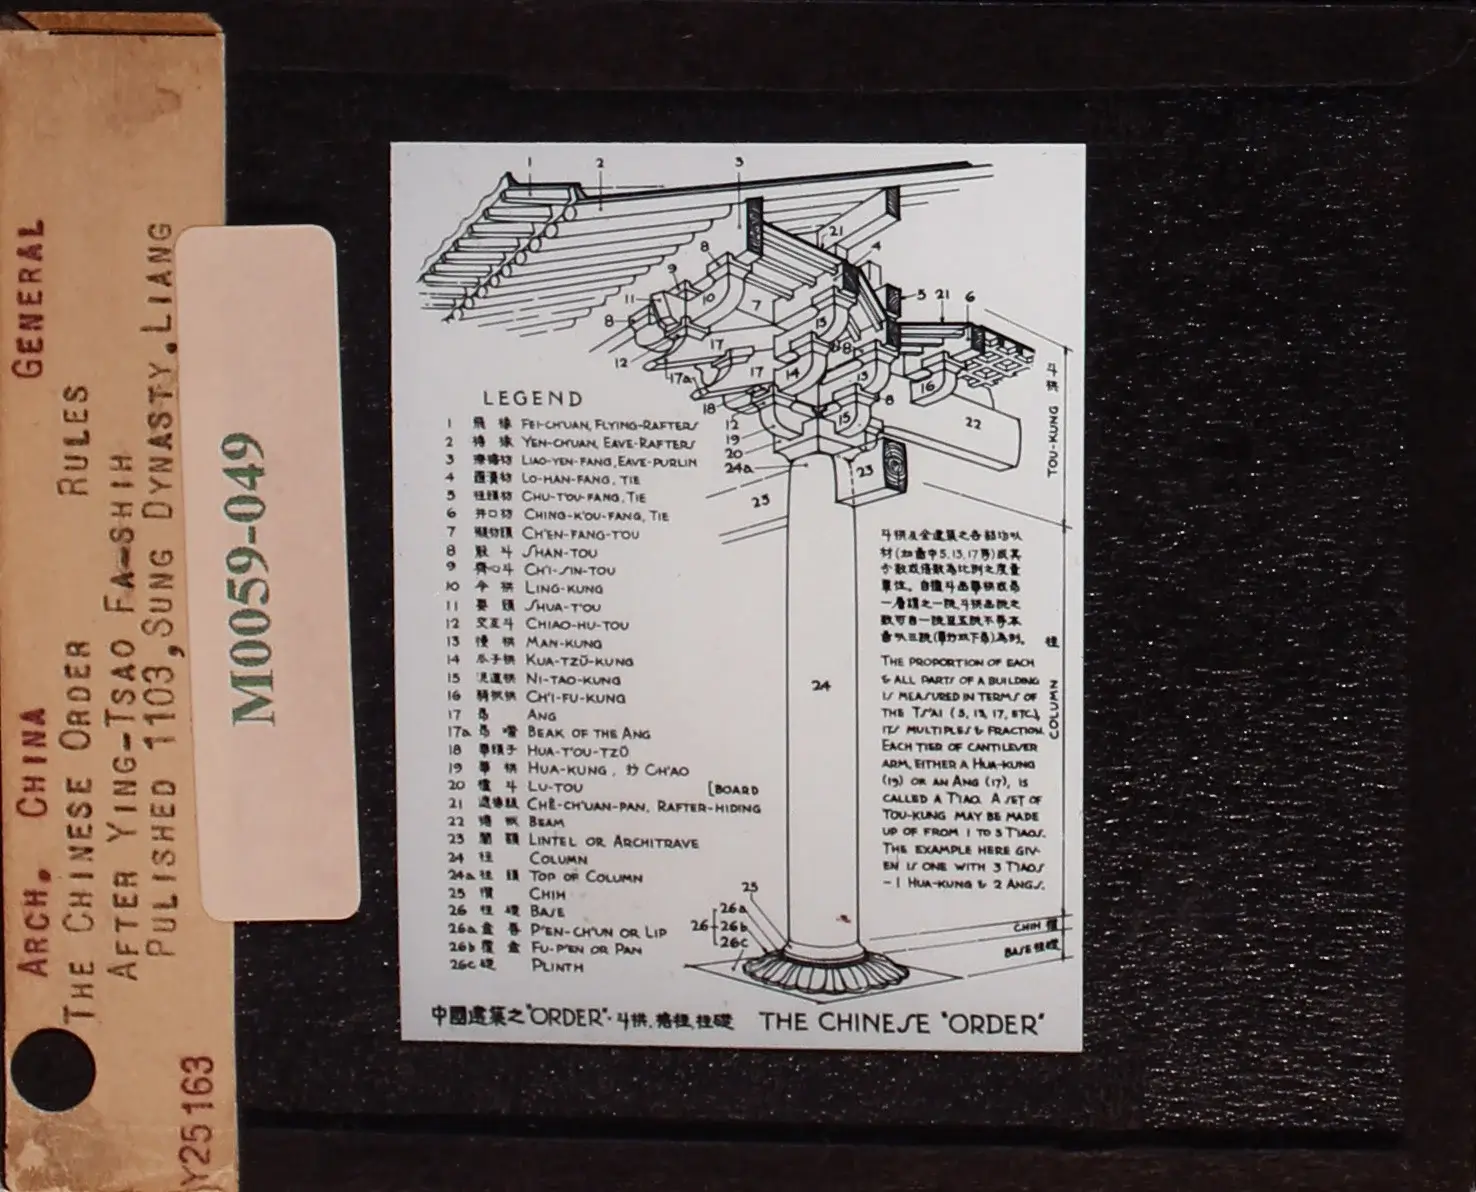 ARCH. CHINA GENERAL
THE CHINESE ORDER RULES
AFTER YING-TSAO FA-SHIH
PULISHED 1103, SUNG DYNASTY. LIANG
Y25163
M0059-049
1 2 3
8 21 4
9 5 21 6
11 10 7
8 13
17 8
12 17 14 13 16
17a
18 8
12 15 22
19
20
24a 23
25
斗栱 TOU-KUNG
LEGEND
1 飛椽 FEI-CH'UAN, FLYING-RAFTERS
2 檐椽 YEN-CH'UAN, EAVE-RAFTERS
3 橑檐枋 LIAO-YEN-FANG, EAVE-PURLIN
4 羅漢枋 LO-HAN-FANG, TIE
5 柱頭枋 CHU-T'OU-FANG, TIE
6 井口枋 CHING-K'OU-FANG, TIE
7 襯枋頭 CH'EN-FANG-T'OU
8 散斗 SHAN-TOU
9 齊心斗 CH'I-SIN-TOU
10 令栱 LING-KUNG
11 耍頭 SHUA-T'OU
12 交互斗 CHIAO-HU-TOU
13 慢栱 MAN-KUNG
14 瓜子栱 KUA-TZŬ-KUNG
15 泥道栱 NI-TAO-KUNG
16 騎栿栱 CH'I-FU-KUNG
17 昂 ANG
17a 昂嘴 BEAK OF THE ANG
18 華頭子 HUA-T'OU-TZŬ
19 華栱 HUA-KUNG, 抄 CH'AO
20 櫨斗 LU-TOU
21 遮椽版 CHÊ-CH'UAN-PAN, RAFTER-HIDING [BOARD
22 BEAM
23 闌額 LINTEL OR ARCHITRAVE
24 柱 COLUMN
24a 柱頭 TOP OF COLUMN
25 櫍 CHIH
26 柱礎 BASE
26a 盆唇 P'EN-CH'UN OR LIP
26b 覆盆 FU-P'EN OR PAN
26c 礎 PLINTH
24
斗栱及全建築之各部均以
材(如圖中5,13,17等)或其
分數或倍數為比例之度量
單位。自櫨斗出華栱或昂
一層謂之一跳,斗栱出跳之
數可自一跳至五跳不等,本
圖以三跳(單抄双下昂)為例。
THE PROPORTION OF EACH
& ALL PARTS OF A BUILDING
IS MEASURED IN TERMS OF
THE TS'AI (5, 13, 17, ETC.),
ITS MULTIPLES & FRACTION.
EACH TIER OF CANTILEVER
ARM, EITHER A HUA-KUNG
(19) OR AN ANG (17), IS
CALLED A T'IAO. A SET OF
TOU-KUNG MAY BE MADE
UP OF FROM 1 TO 5 T'IAOS.
THE EXAMPLE HERE GIV-
EN IS ONE WITH 3 T'IAOS
- 1 HUA-KUNG & 2 ANGS.
柱 COLUMN
25
26 26a
26b
26c
CHIH 櫍
BASE 柱礎
中國建築之"ORDER"·斗栱,檐柱,柱礎 THE CHINESE "ORDER"